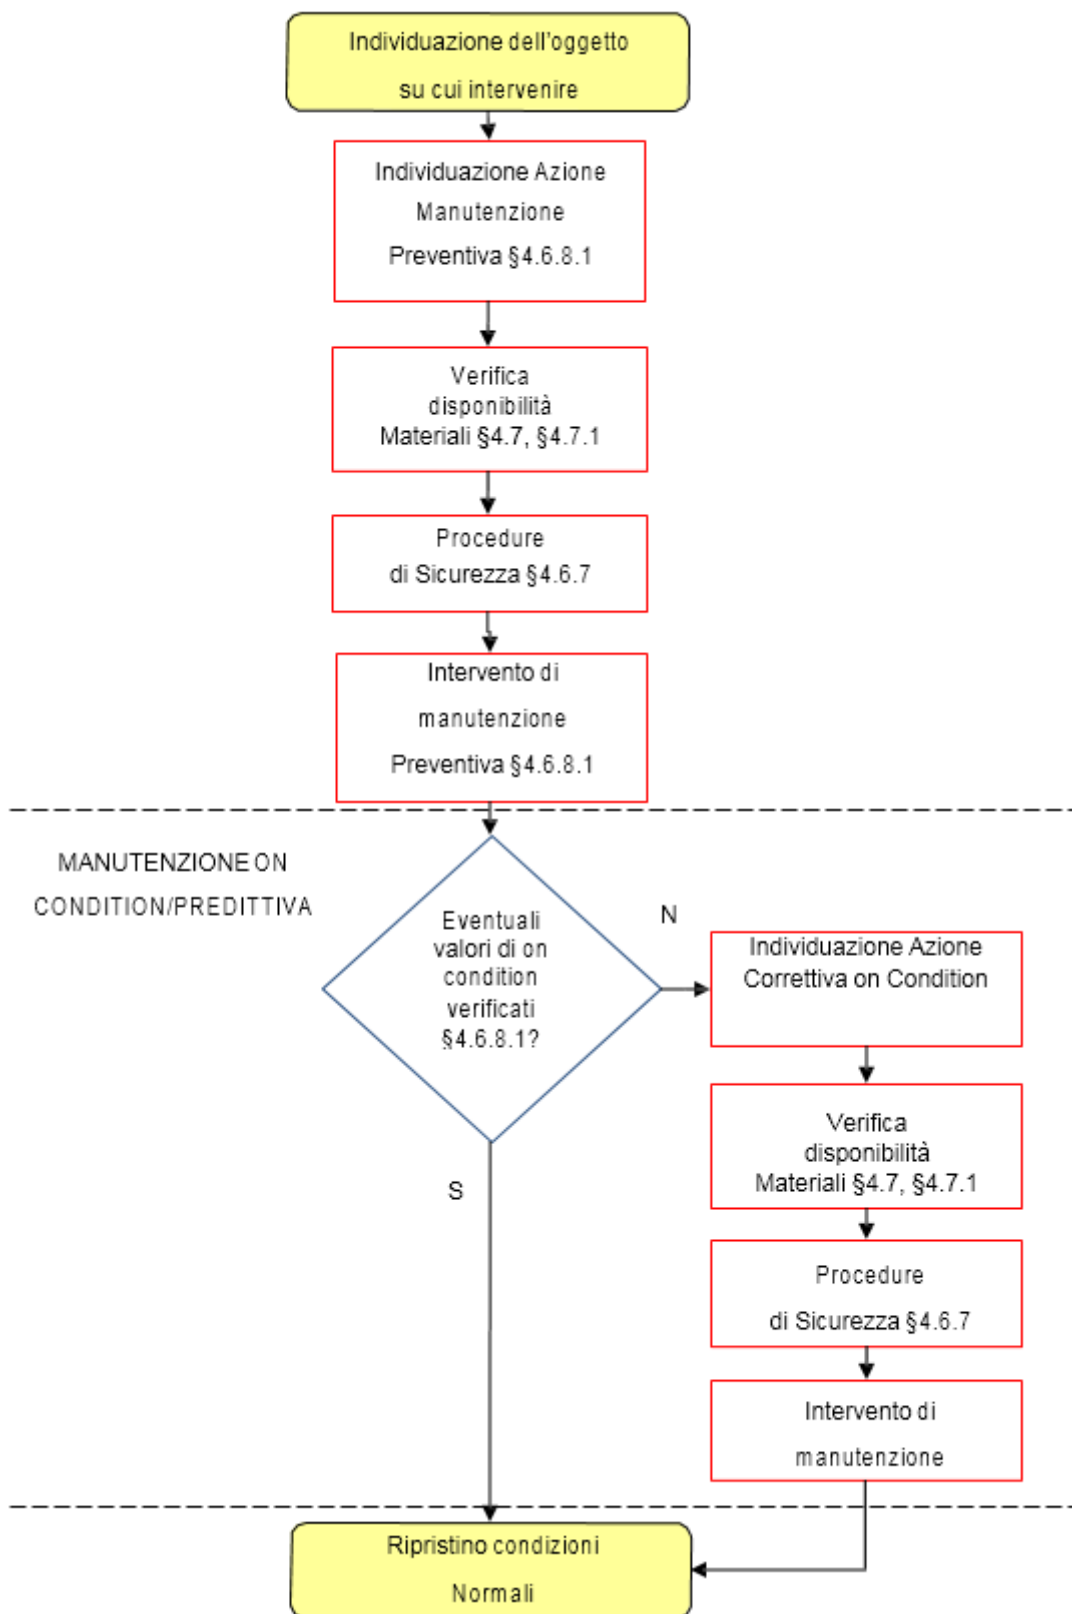 Individuazione dell'oggetto
su cui intervenire
Individuazione Azione
Manutenzione
Preventiva §4.6.8.1
Verifica
disponibilità
Materiali §4.7, §4.7.1
Procedure
di Sicurezza §4.6.7
Intervento di
manutenzione
Preventiva §4.6.8.1
MANUTENZIONE ON
CONDITION/PREDITTIVA
Eventuali
valori di on
condition
verificati
§4.6.8.1?
N
Individuazione Azione
Correttiva on Condition
Verifica
disponibilità
Materiali §4.7, §4.7.1
S
Procedure
di Sicurezza §4.6.7
Intervento di
manutenzione
Ripristino condizioni
Normali